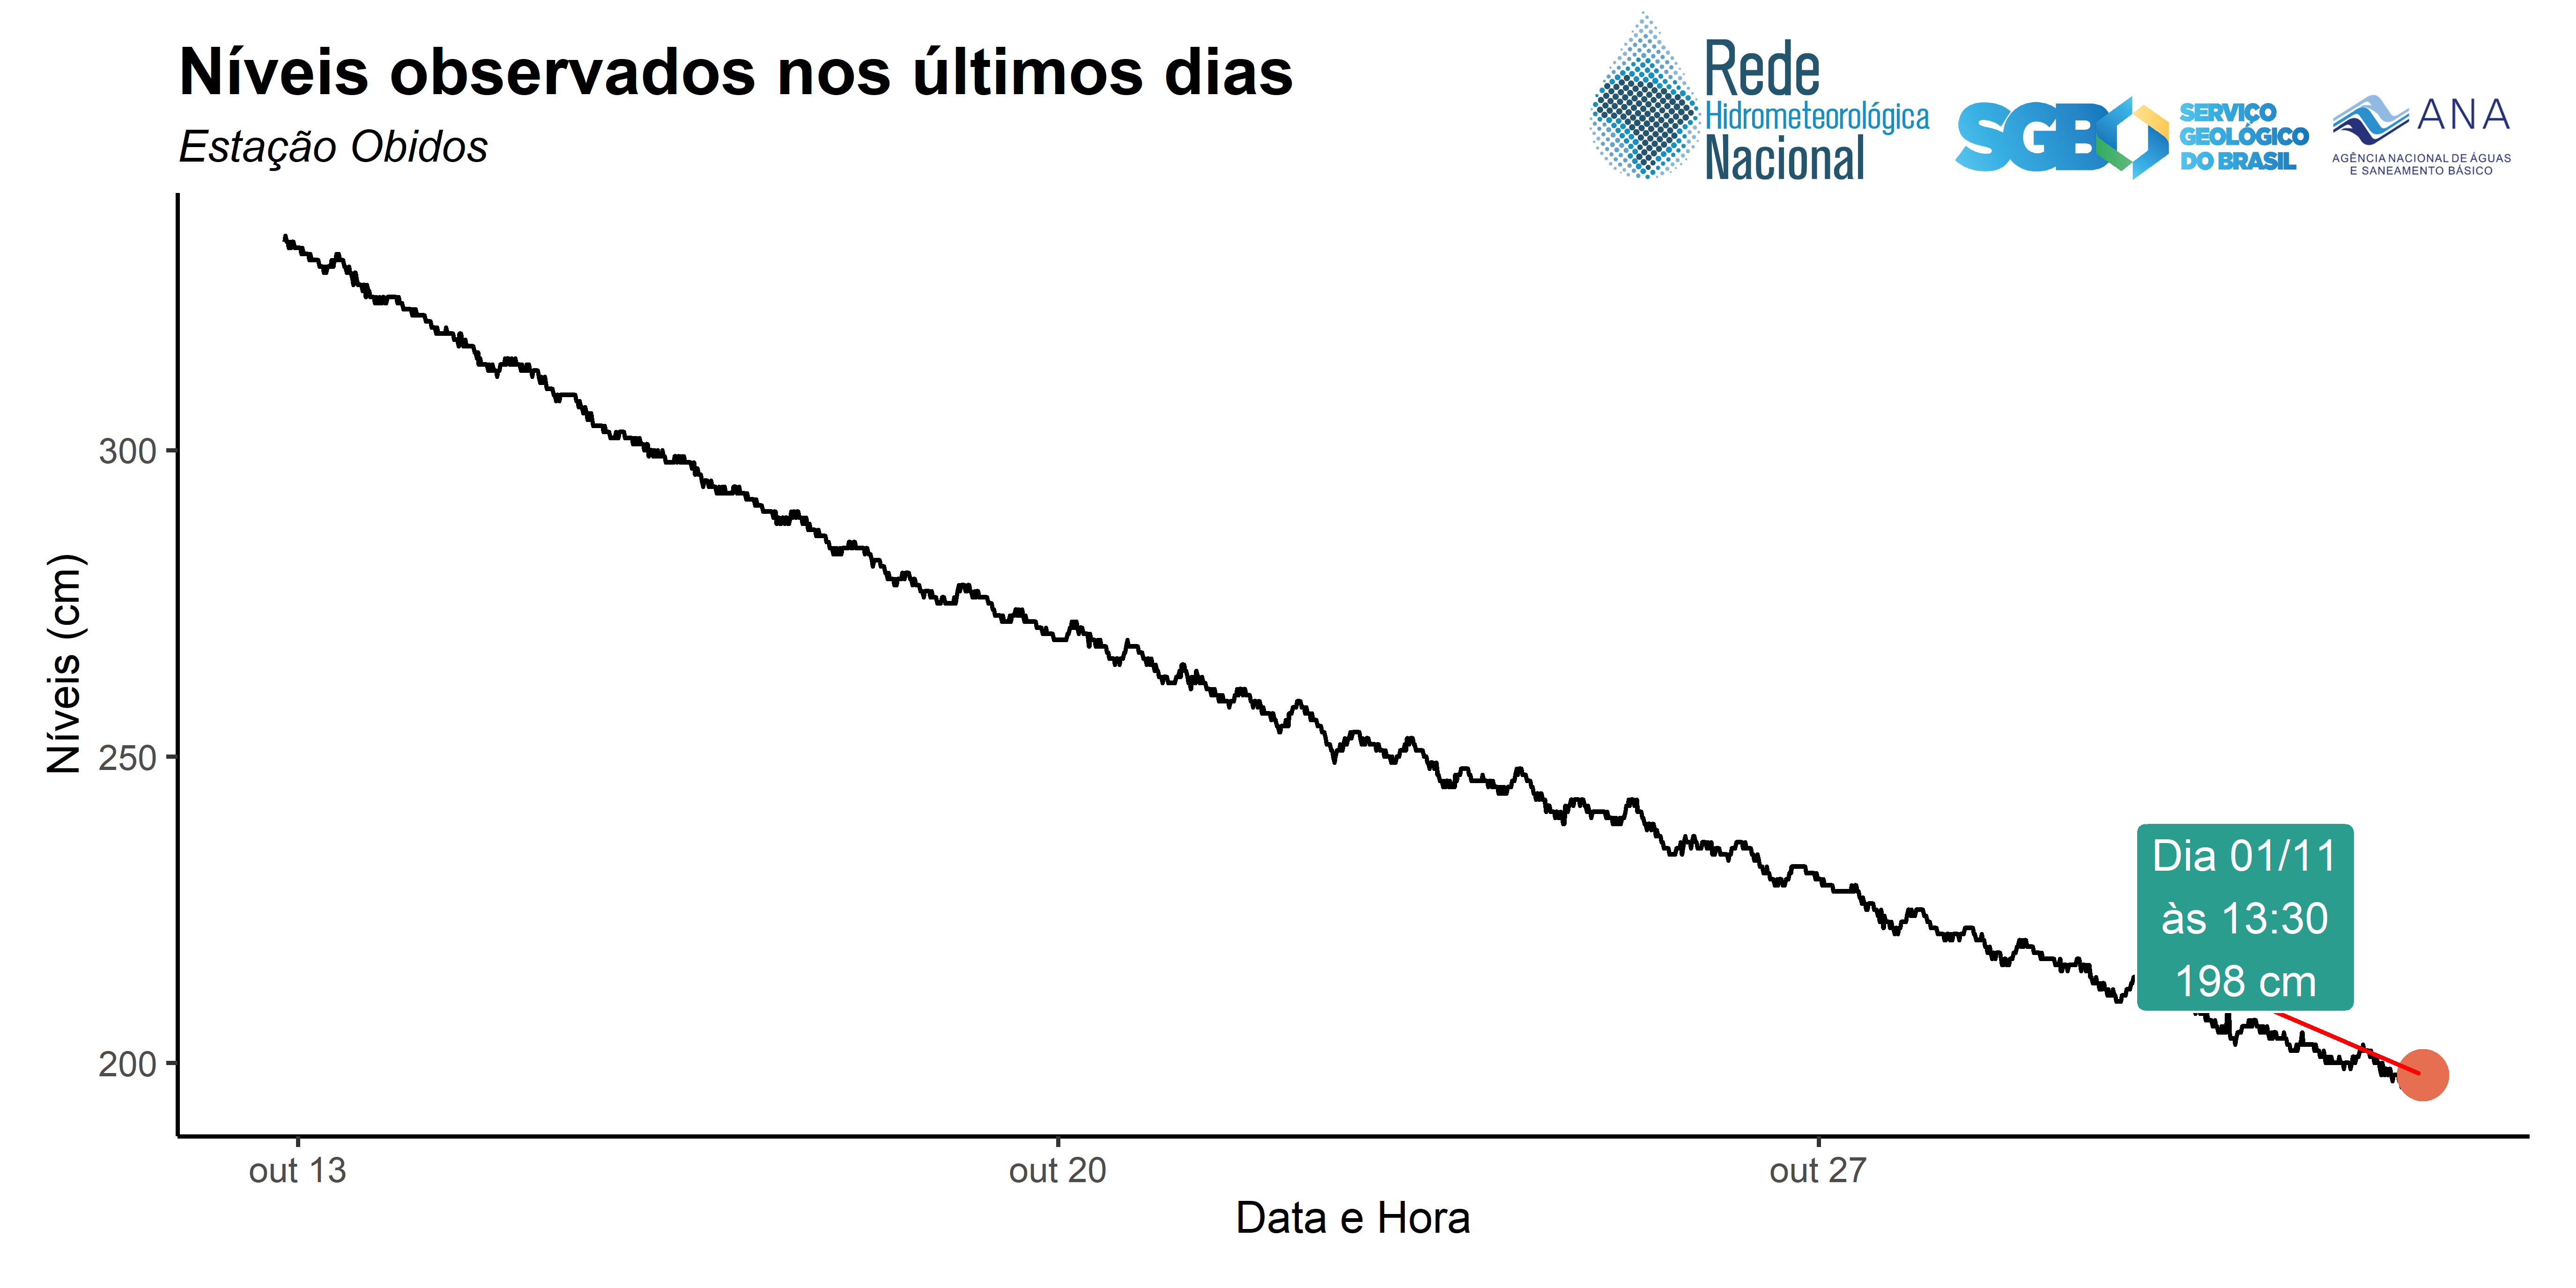 Níveis observados nos últimos dias
Estação Obidos
Rede
Hidrometeorológica
Nacional
SGB
SERVIÇO
GEOLÓGICO
DO BRASIL
ANA
AGÊNCIA NACIONAL DE ÁGUAS
E SANEAMENTO BÁSICO
Níveis (cm)
300
250
200
Dia 01/11
às 13:30
198 cm
out 13
out 20
out 27
Data e Hora